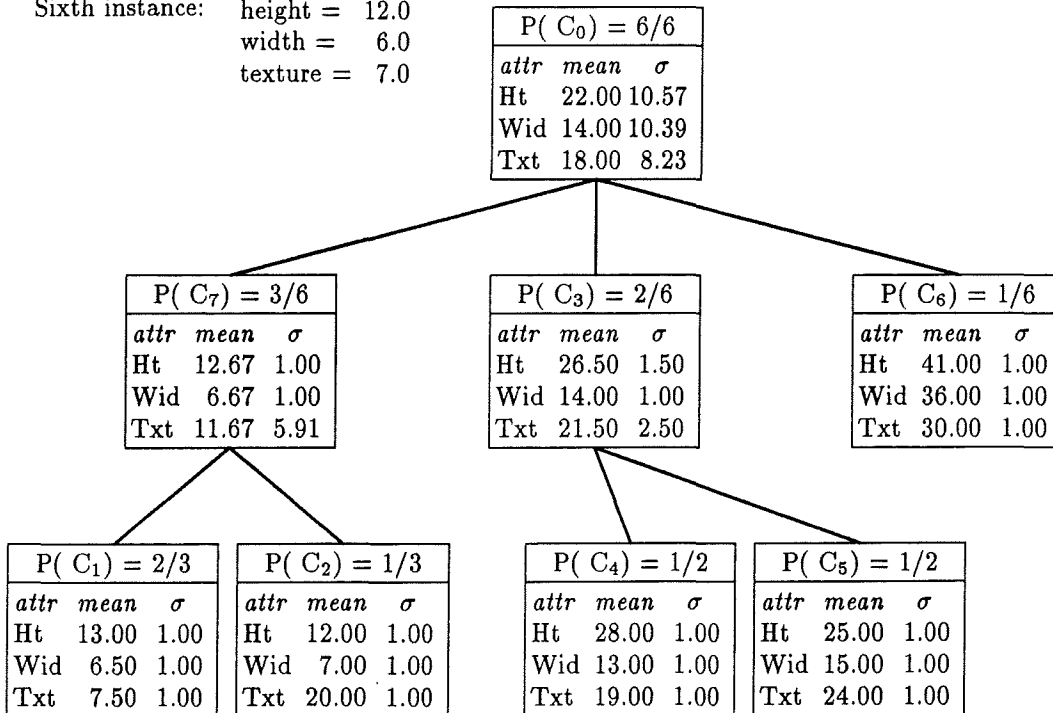 Sixth instance: height = 12.0
width = 6.0
texture = 7.0
P( C₀) = 6/6
attr mean σ
Ht 22.00 10.57
Wid 14.00 10.39
Txt 18.00 8.23
P( C₇) = 3/6
attr mean σ
Ht 12.67 1.00
Wid 6.67 1.00
Txt 11.67 5.91
P( C₃) = 2/6
attr mean σ
Ht 26.50 1.50
Wid 14.00 1.00
Txt 21.50 2.50
P( C₆) = 1/6
attr mean σ
Ht 41.00 1.00
Wid 36.00 1.00
Txt 30.00 1.00
P( C₁) = 2/3
attr mean σ
Ht 13.00 1.00
Wid 6.50 1.00
Txt 7.50 1.00
P( C₂) = 1/3
attr mean σ
Ht 12.00 1.00
Wid 7.00 1.00
Txt 20.00 1.00
P( C₄) = 1/2
attr mean σ
Ht 28.00 1.00
Wid 13.00 1.00
Txt 19.00 1.00
P( C₅) = 1/2
attr mean σ
Ht 25.00 1.00
Wid 15.00 1.00
Txt 24.00 1.00